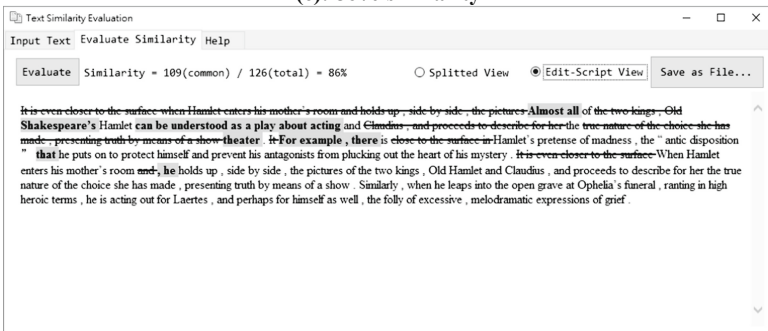 Text Similarity Evaluation
Input Text Evaluate Similarity Help
Evaluate Similarity = 109(common) / 126(total) = 86% Splitted View Edit-Script View Save as File...
It is even closer to the surface when Hamlet enters his mother's room and holds up , side by side , the pictures Almost all of the two kings , Old
Shakespeare's Hamlet can be understood as a play about acting and Claudius , and proceeds to describe for her the true nature of the choice she has
made , presenting truth by means of a show theater . It For example , there is close to the surface in Hamlet's pretense of madness , the " antic disposition
" that he puts on to protect himself and prevent his antagonists from plucking out the heart of his mystery . It is even closer to the surface When Hamlet
enters his mother's room and , he holds up , side by side , the pictures of the two kings , Old Hamlet and Claudius , and proceeds to describe for her the true
nature of the choice she has made , presenting truth by means of a show . Similarly , when he leaps into the open grave at Ophelia's funeral , ranting in high
heroic terms , he is acting out for Laertes , and perhaps for himself as well , the folly of excessive , melodramatic expressions of grief .